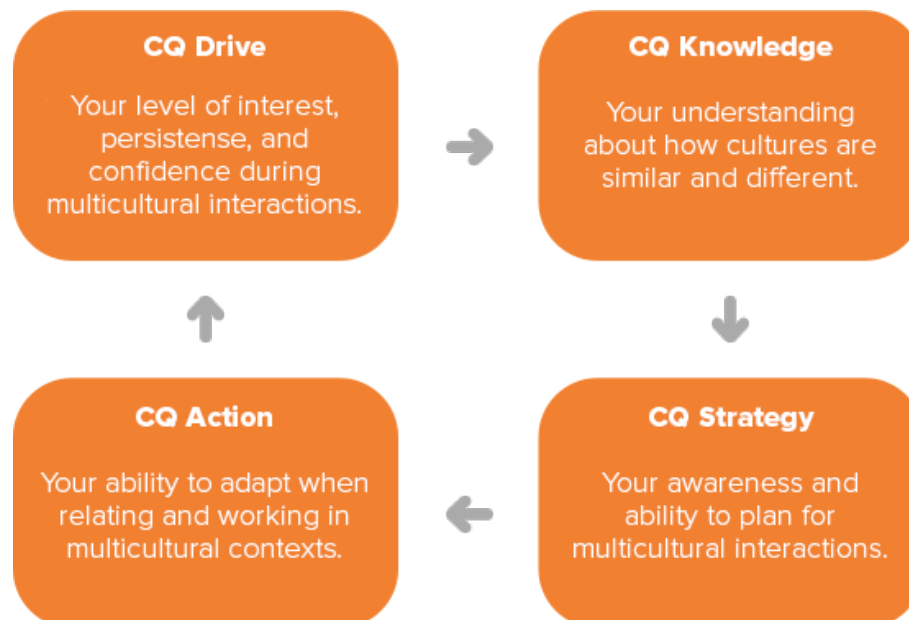 CQ Drive
Your level of interest,
persistense, and
confidence during
multicultural interactions.
CQ Knowledge
Your understanding
about how cultures are
similar and different.
CQ Action
Your ability to adapt when
relating and working in
multicultural contexts.
CQ Strategy
Your awareness and
ability to plan for
multicultural interactions.